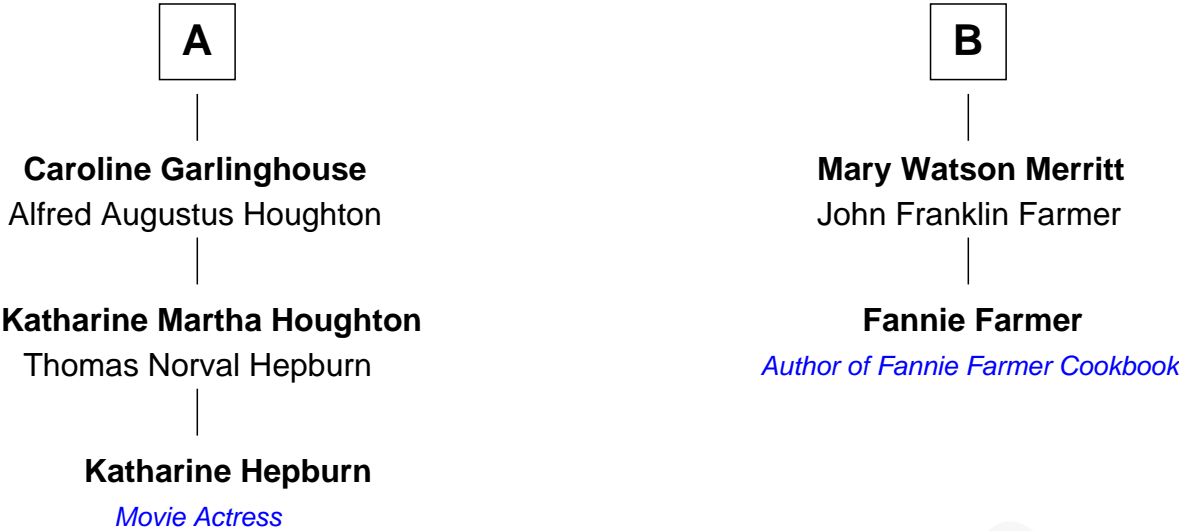 A
Caroline Garlinghouse
Alfred Augustus Houghton
Katharine Martha Houghton
Thomas Norval Hepburn
Katharine Hepburn
Movie Actress
B
Mary Watson Merritt
John Franklin Farmer
Fannie Farmer
Author of Fannie Farmer Cookbook